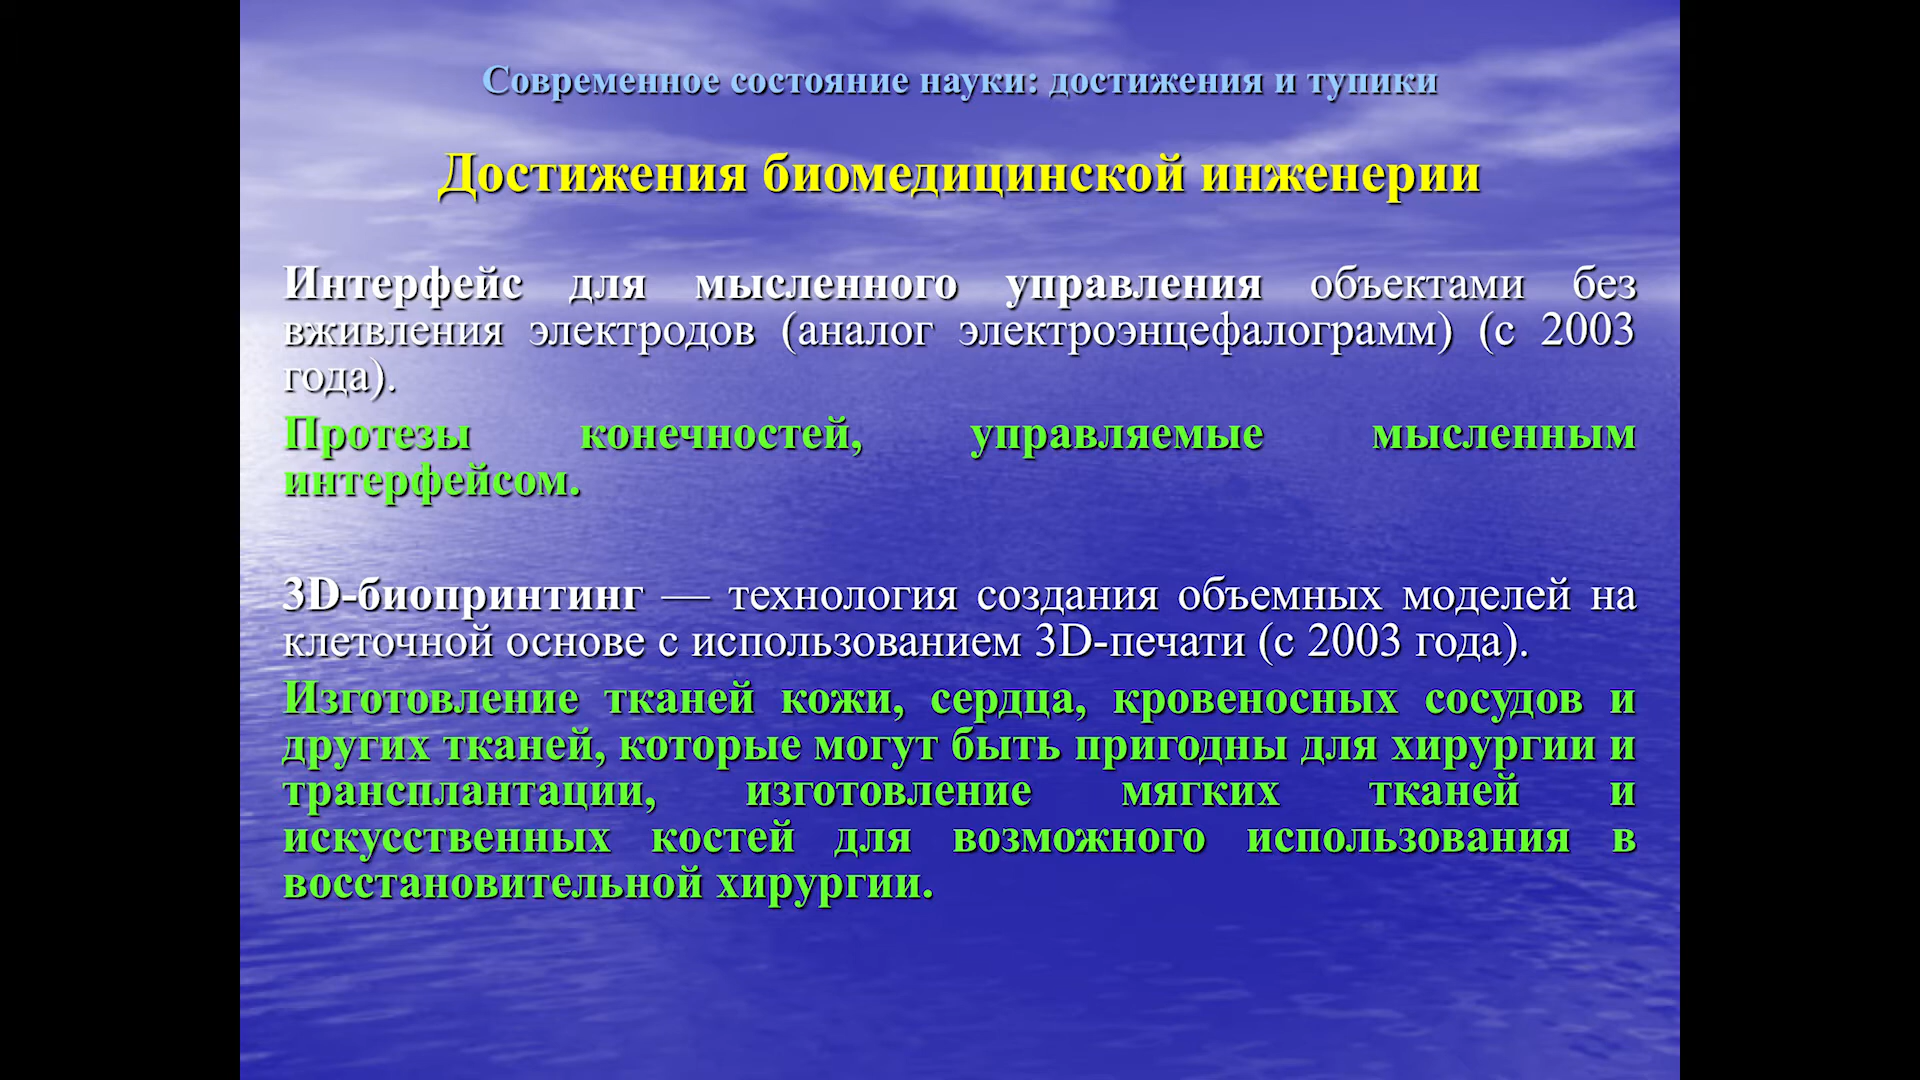 Современное состояние науки: достижения и тупики
Достижения биомедицинской инженерии
Интерфейс для мысленного управления объектами без
вживления электродов (аналог электроэнцефалограмм) (с 2003
года).
Протезы конечностей, управляемые мысленным
интерфейсом.
3D-биопринтинг — технология создания объемных моделей на
клеточной основе с использованием 3D-печати (с 2003 года).
Изготовление тканей кожи, сердца, кровеносных сосудов и
других тканей, которые могут быть пригодны для хирургии и
трансплантации, изготовление мягких тканей и
искусственных костей для возможного использования в
восстановительной хирургии.